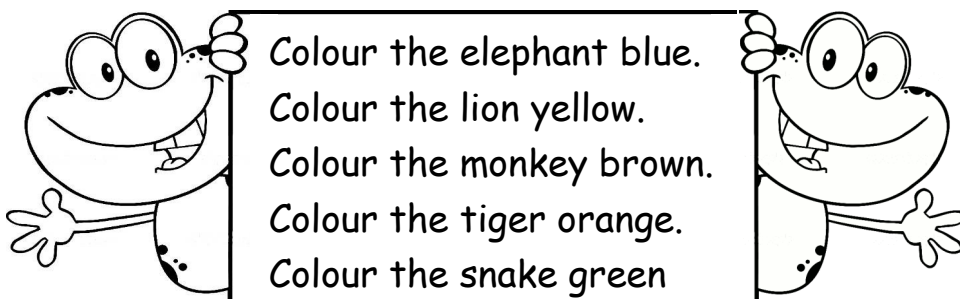 Colour the elephant blue.
Colour the lion yellow.
Colour the monkey brown.
Colour the tiger orange.
Colour the snake green